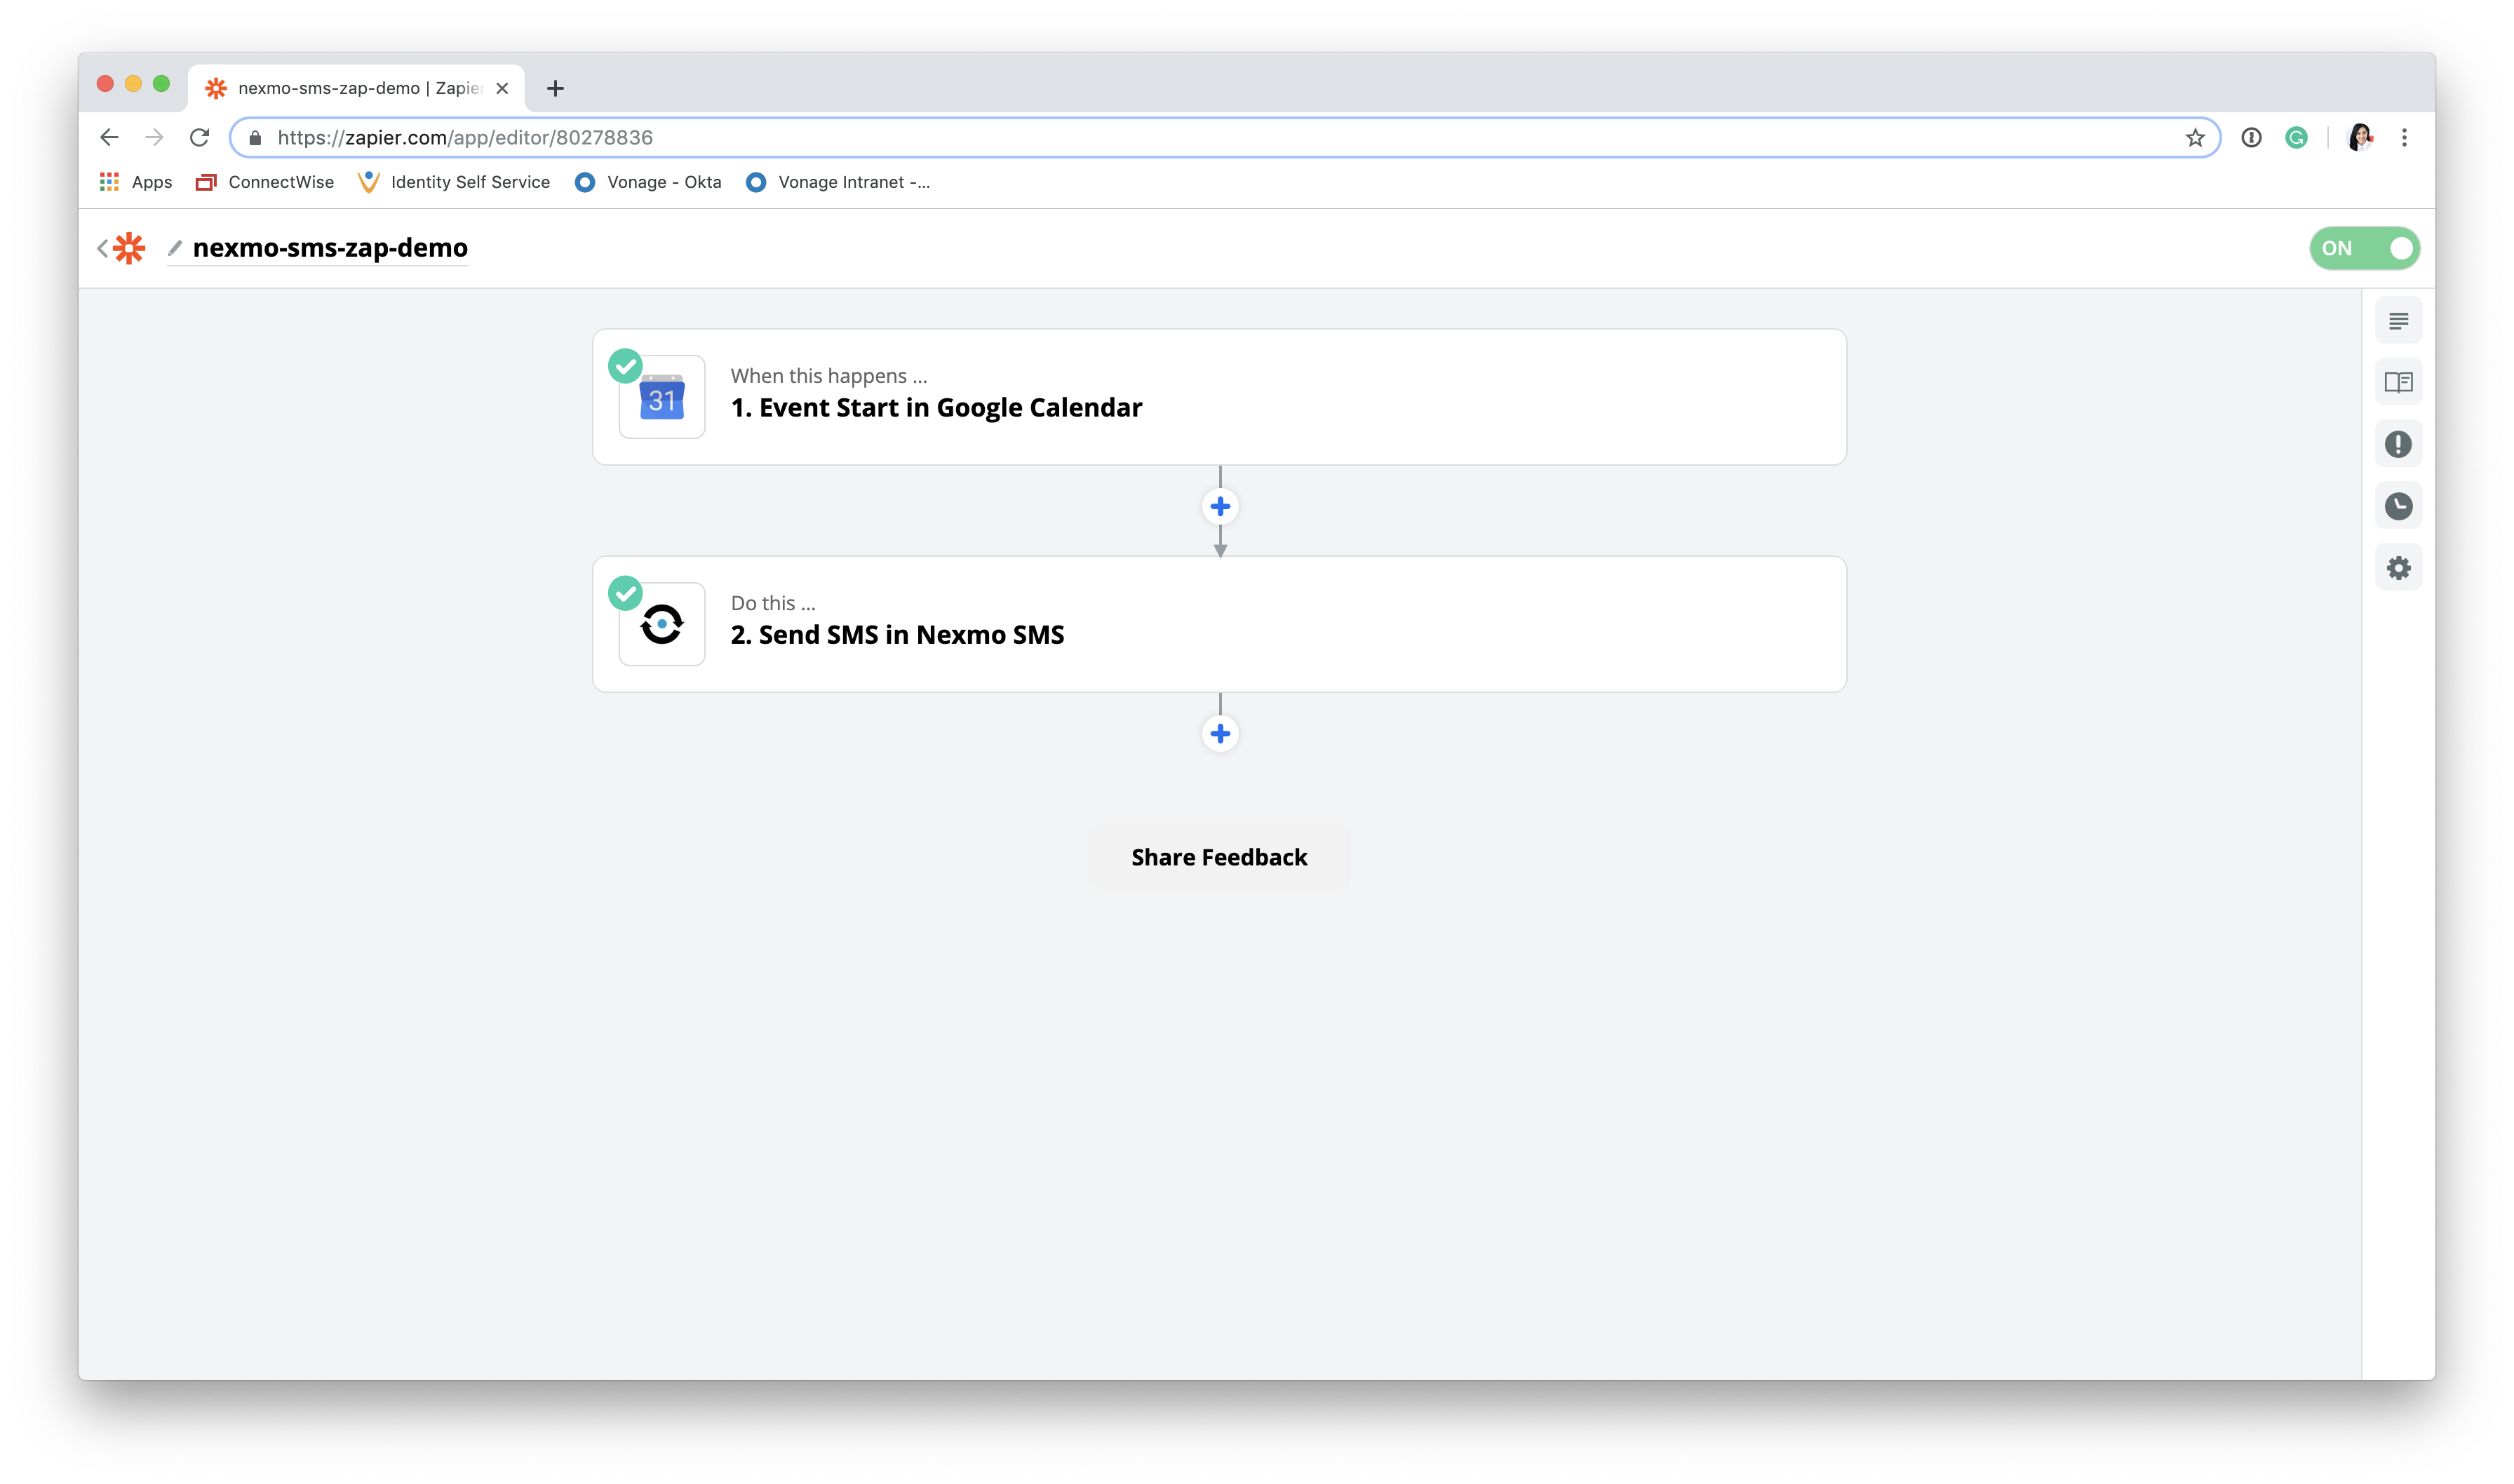 nexmo-sms-zap-demo | Zapier
https://zapier.com/app/editor/80278836
Apps
ConnectWise
Identity Self Service
Vonage - Okta
Vonage Intranet -...
nexmo-sms-zap-demo
ON
31
When this happens ...
1. Event Start in Google Calendar
Do this ...
2. Send SMS in Nexmo SMS
Share Feedback